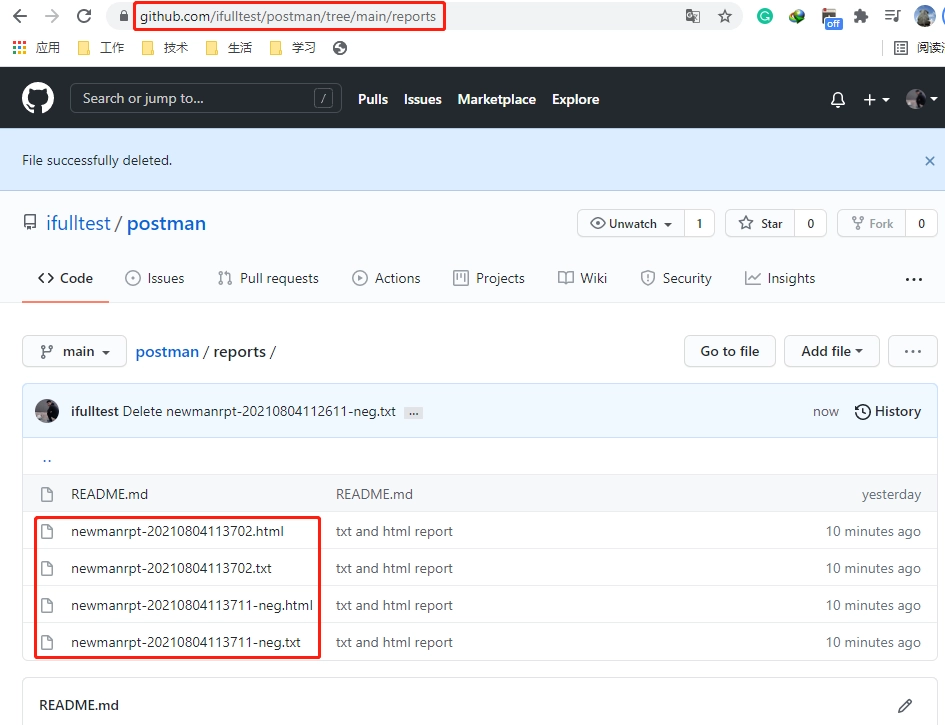 github.com/ifulltest/postman/tree/main/reports
off
应用 工作 技术 生活 学习
Search or jump to... / Pulls Issues Marketplace Explore
File successfully deleted.
ifulltest / postman Unwatch 1 Star 0 Fork 0
Code Issues Pull requests Actions Projects Wiki Security Insights ...
main postman / reports / Go to file Add file ...
ifulltest Delete newmanrpt-20210804112611-neg.txt ... now History
..
README.md README.md yesterday
newmanrpt-20210804113702.html txt and html report 10 minutes ago
newmanrpt-20210804113702.txt txt and html report 10 minutes ago
newmanrpt-20210804113711-neg.html txt and html report 10 minutes ago
newmanrpt-20210804113711-neg.txt txt and html report 10 minutes ago
README.md